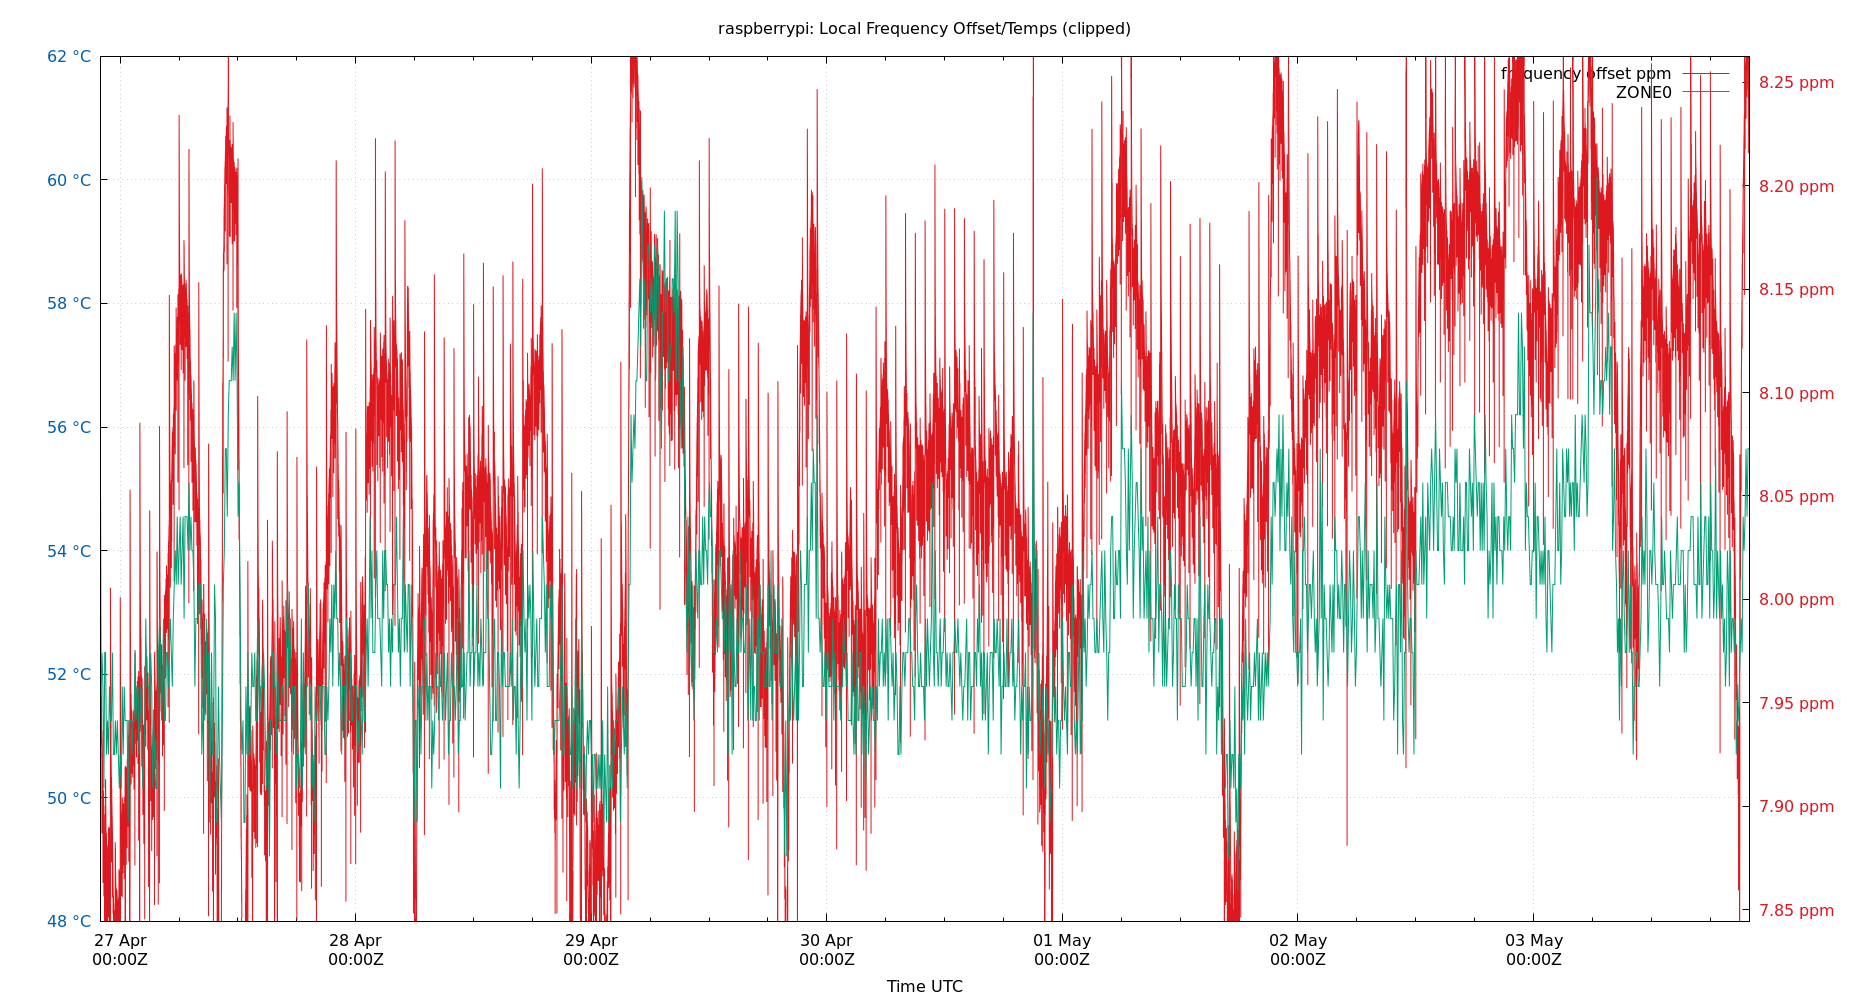 raspberrypi: Local Frequency Offset/Temps (clipped)
62 °C
60 °C
58 °C
56 °C
54 °C
52 °C
50 °C
48 °C
frequency offset ppm
ZONE0
8.25 ppm
8.20 ppm
8.15 ppm
8.10 ppm
8.05 ppm
8.00 ppm
7.95 ppm
7.90 ppm
7.85 ppm
27 Apr
00:00Z
28 Apr
00:00Z
29 Apr
00:00Z
30 Apr
00:00Z
01 May
00:00Z
02 May
00:00Z
03 May
00:00Z
Time UTC